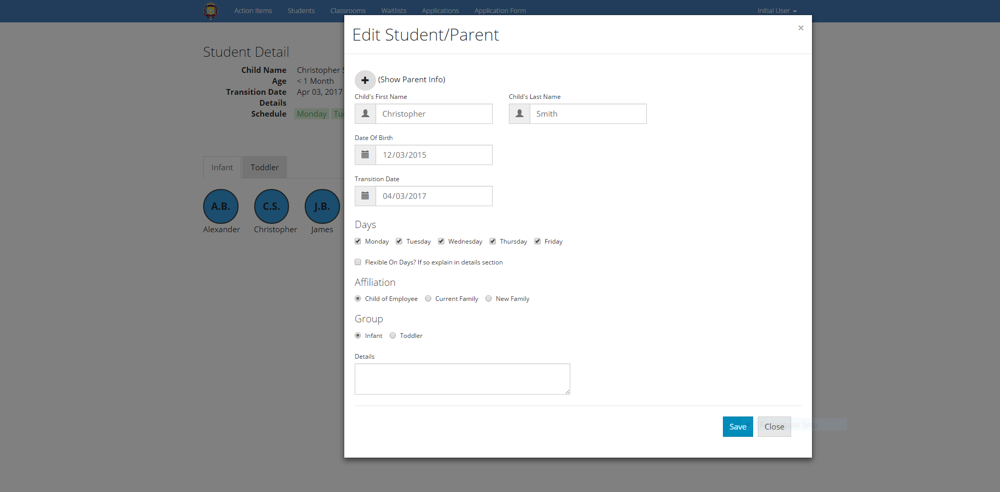 Action Items Students Classrooms Waitlists Applications Application Form Initial User
Edit Student/Parent
×
Student Detail
Child Name Christopher
Age < 1 Month
Transition Date Apr 03, 2017
Details
Schedule Monday Tu
Infant Toddler
A.B. C.S. J.B.
Alexander Christopher James
(Show Parent Info)
Child's First Name Child's Last Name
Christopher Smith
Date Of Birth
12/03/2015
Transition Date
04/03/2017
Days
Monday Tuesday Wednesday Thursday Friday
Flexible On Days? If so explain in details section
Affiliation
Child of Employee Current Family New Family
Group
Infant Toddler
Details
Save Close